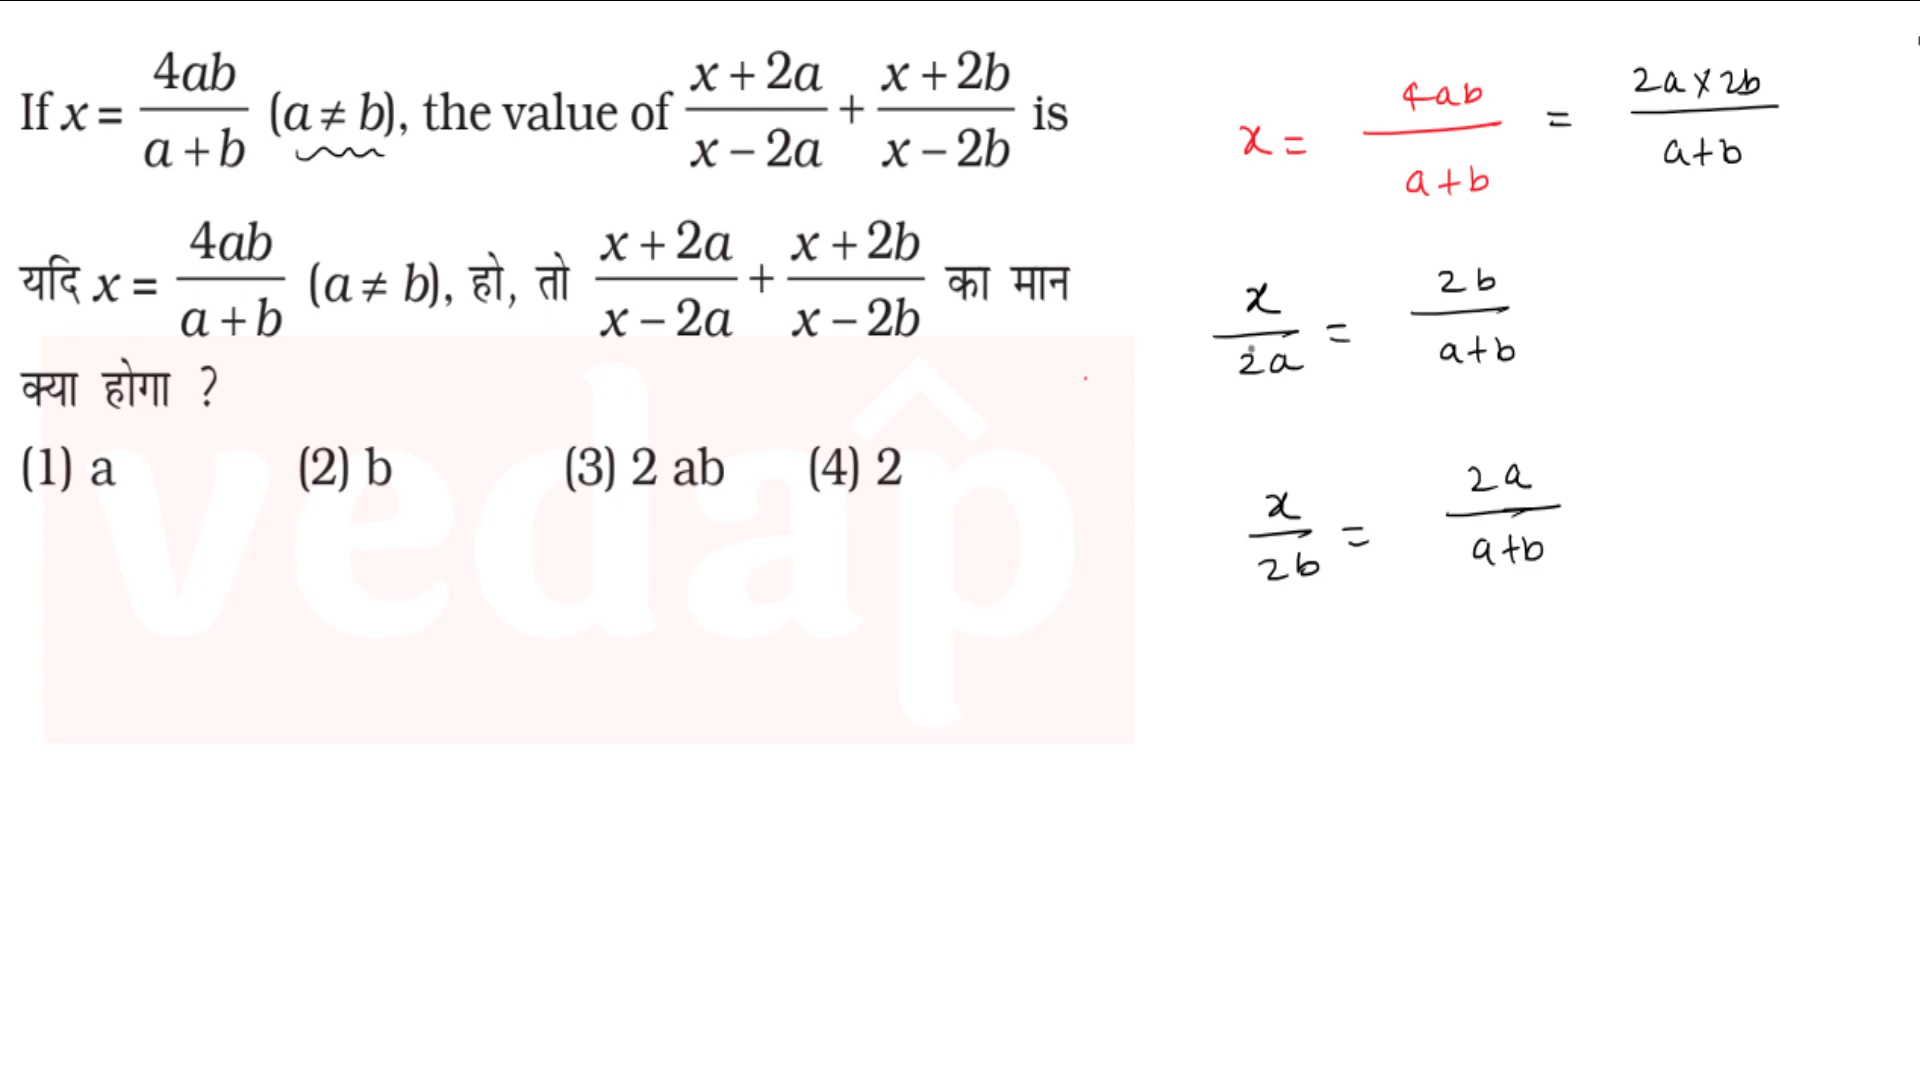 If x = 4ab/(a + b) (a ≠ b), the value of (x + 2a)/(x – 2a) + (x + 2b)/(x – 2b) is
यदि x = 4ab/(a + b) (a ≠ b), हो, तो (x + 2a)/(x – 2a) + (x + 2b)/(x – 2b) का मान
क्या होगा ?
(1) a (2) b (3) 2 ab (4) 2
vedap
x = 4ab/(a+b) = (2a×2b)/(a+b)
x/2a = 2b/(a+b)
x/2b = 2a/(a+b)